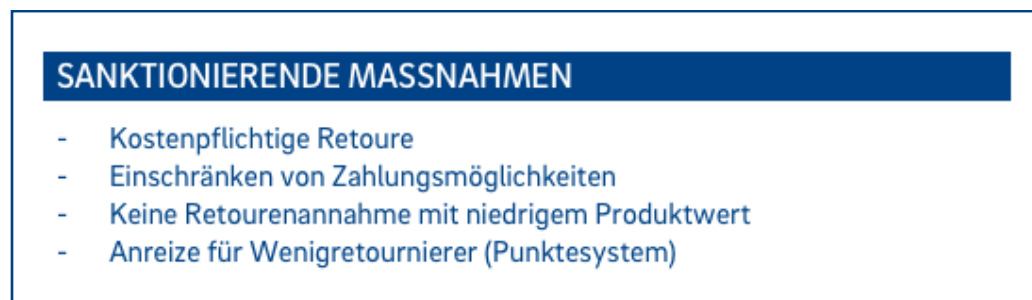 SANKTIONIERENDE MASSNAHMEN
- Kostenpflichtige Retoure
- Einschränken von Zahlungsmöglichkeiten
- Keine Retourenannahme mit niedrigem Produktwert
- Anreize für Wenigretournierer (Punktesystem)